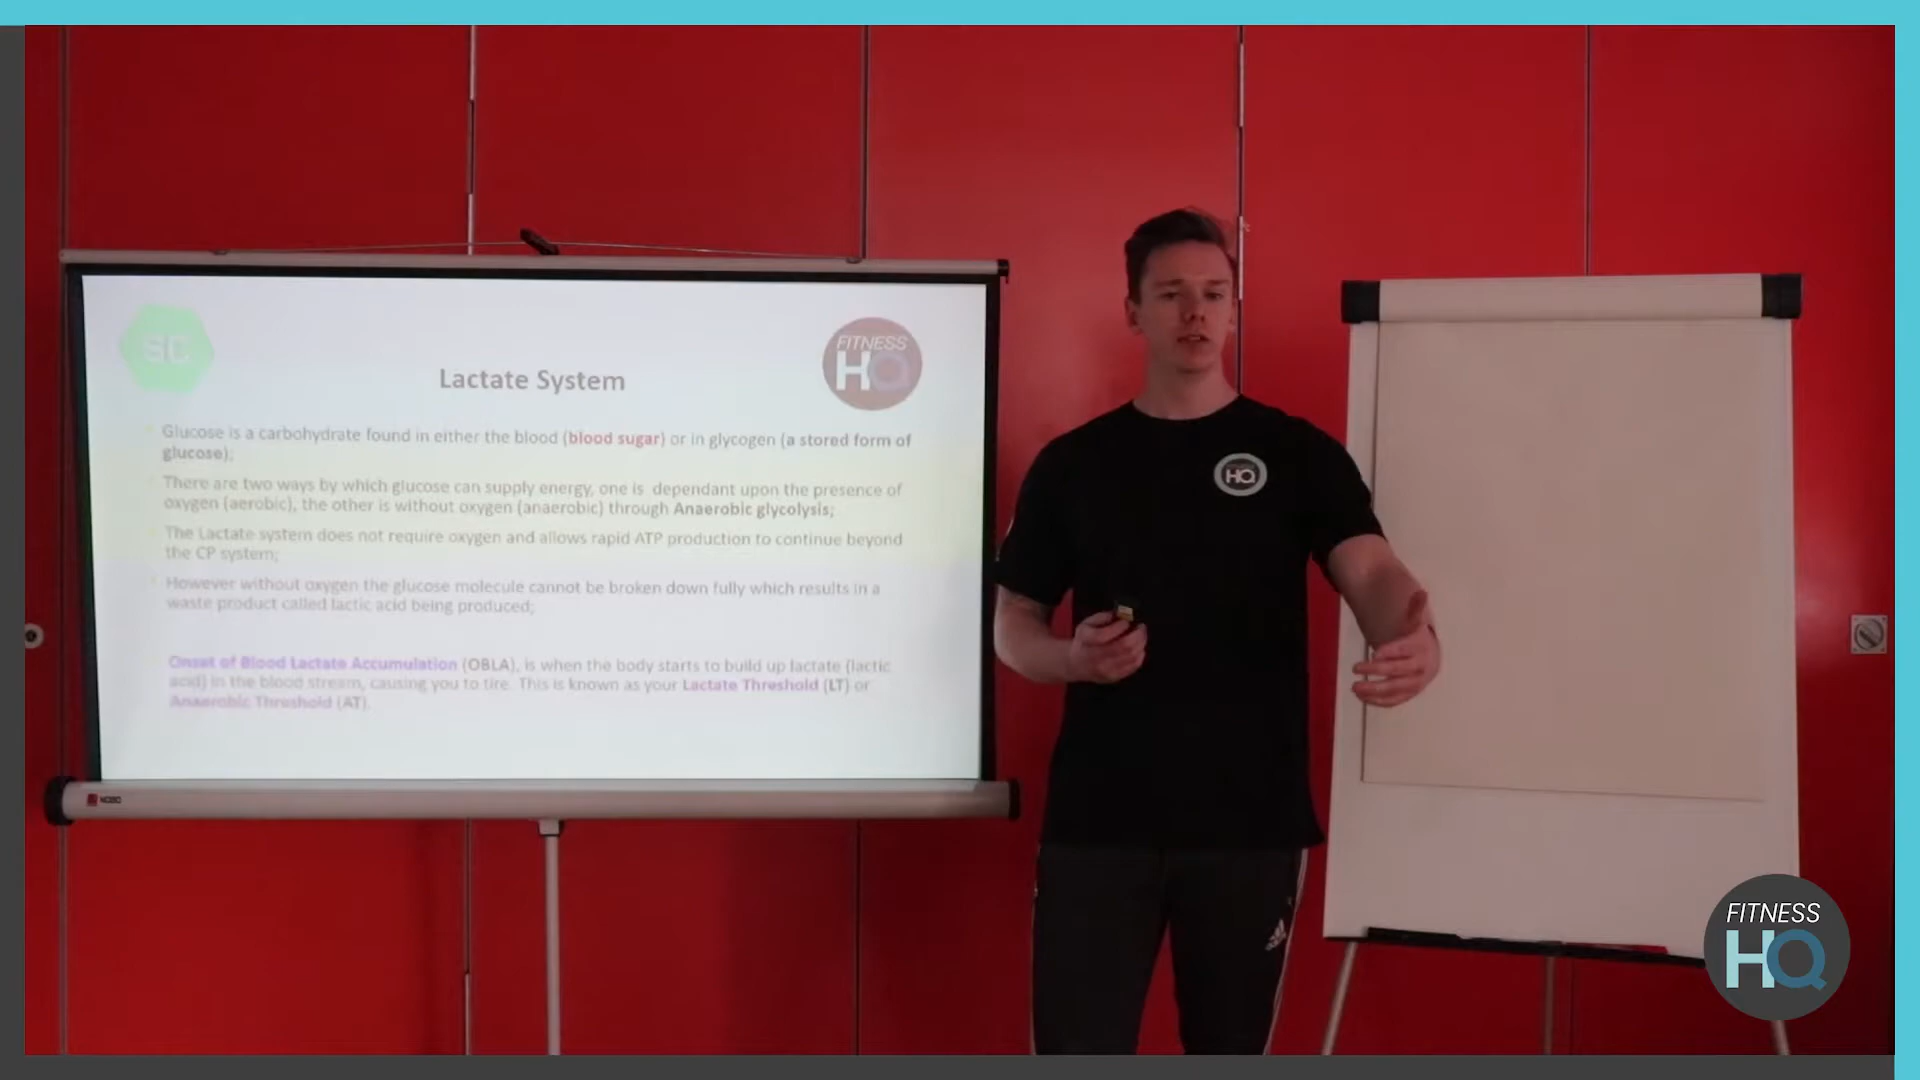 SC
FITNESS
HQ
Lactate System
Glucose is a carbohydrate found in either the blood (blood sugar) or in glycogen (a stored form of
glucose);
There are two ways by which glucose can supply energy, one is dependant upon the presence of
oxygen (aerobic), the other is without oxygen (anaerobic) through Anaerobic glycolysis;
The Lactate system does not require oxygen and allows rapid ATP production to continue beyond
the CP system;
However without oxygen the glucose molecule cannot be broken down fully which results in a
waste product called lactic acid being produced;
Onset of Blood Lactate Accumulation (OBLA), is when the body starts to build up lactate (lactic
acid) in the blood stream, causing you to tire. This is known as your Lactate Threshold (LT) or
Anaerobic Threshold (AT).
NOBO
HQ
FITNESS
HQ